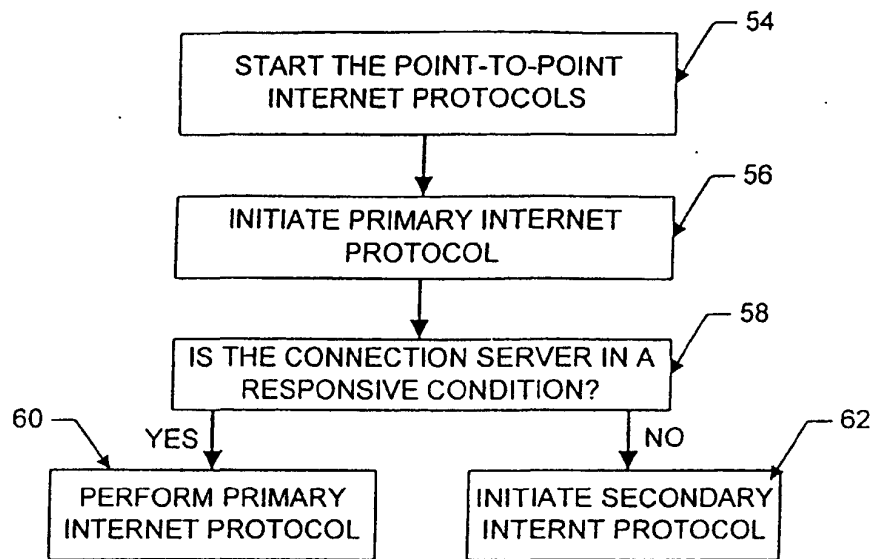 54
START THE POINT-TO-POINT
INTERNET PROTOCOLS
56
INITIATE PRIMARY INTERNET
PROTOCOL
58
IS THE CONNECTION SERVER IN A
RESPONSIVE CONDITION?
60
YES
NO
62
PERFORM PRIMARY
INTERNET PROTOCOL
INITIATE SECONDARY
INTERNT PROTOCOL